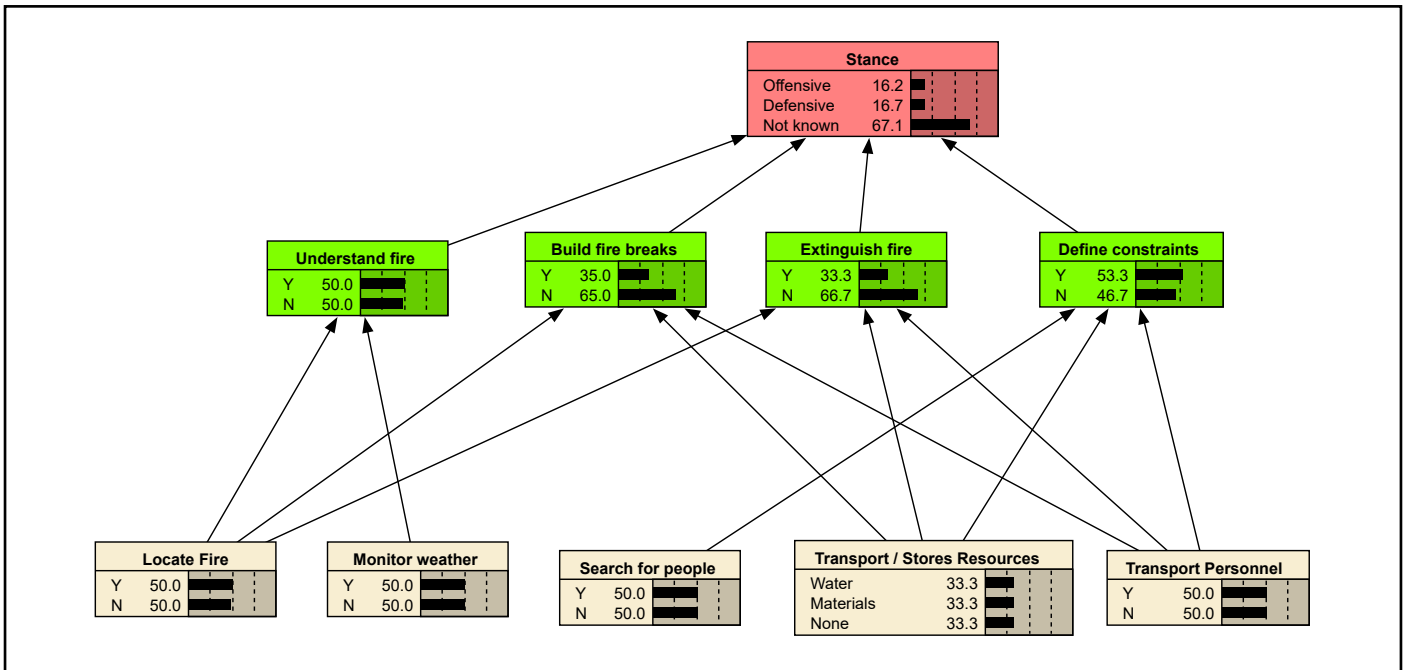 Stance
Offensive 16.2
Defensive 16.7
Not known 67.1
Understand fire
Y 50.0
N 50.0
Build fire breaks
Y 35.0
N 65.0
Extinguish fire
Y 33.3
N 66.7
Define constraints
Y 53.3
N 46.7
Locate Fire
Y 50.0
N 50.0
Monitor weather
Y 50.0
N 50.0
Search for people
Y 50.0
N 50.0
Transport / Stores Resources
Water 33.3
Materials 33.3
None 33.3
Transport Personnel
Y 50.0
N 50.0